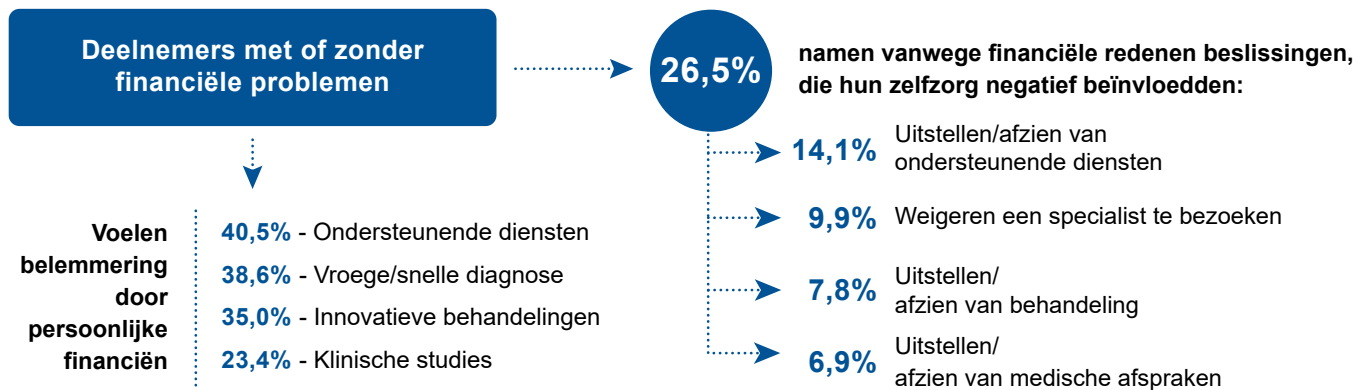 Deelnemers met of zonder
financiële problemen
26,5%
namen vanwege financiële redenen beslissingen,
die hun zelfzorg negatief beïnvloedden:
14,1%
Uitstellen/afzien van
ondersteunende diensten
9,9% Weigeren een specialist te bezoeken
7,8%
Uitstellen/
afzien van behandeling
6,9%
Uitstellen/
afzien van medische afspraken
Voelen
belemmering
door
persoonlijke
financiën
40,5% - Ondersteunende diensten
38,6% - Vroege/snelle diagnose
35,0% - Innovatieve behandelingen
23,4% - Klinische studies